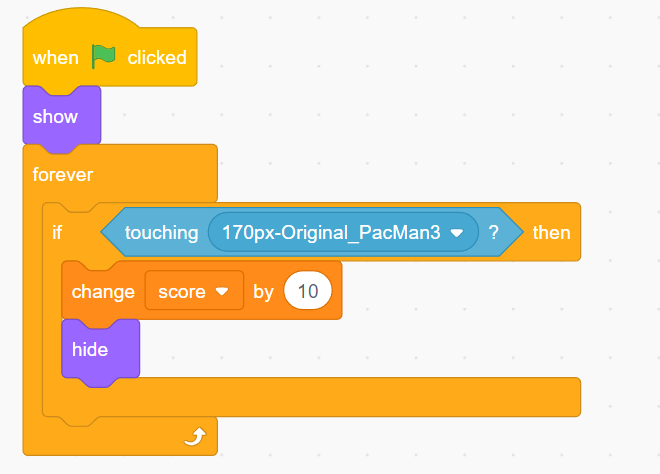 when clicked
show
forever
if touching 170px-Original_PacMan3 ? then
change score by 10
hide